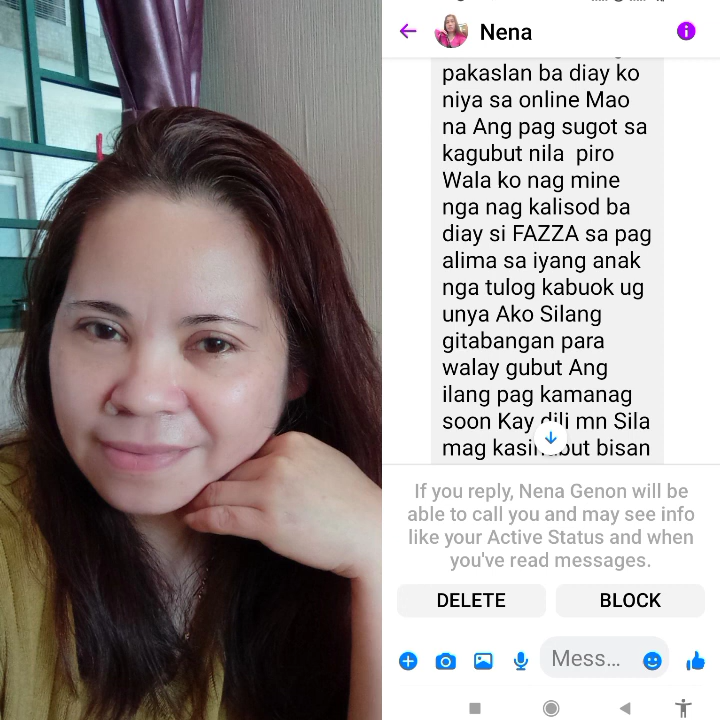 Nena
pakaslan ba diay ko
niya sa online Mao
na Ang pag sugot sa
kagubut nila piro
Wala ko nag mine
nga nag kalisod ba
diay si FAZZA sa pag
alima sa iyang anak
nga tulog kabuok ug
unya Ako Silang
gitabangan para
walay gubut Ang
ilang pag kamanag
soon Kay dili mn Sila
mag bisan
If you reply, Nena Genon will be
able to call you and may see info
like your Active Status and when
you've read messages.
DELETE BLOCK
Mess...